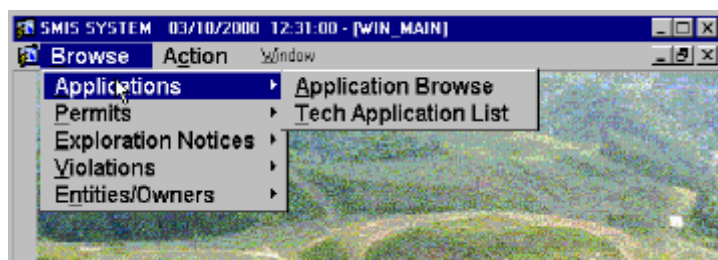 SMIS SYSTEM 03/10/2000 12:31:00 - [WIN_MAIN]
Browse Action Window
Applications Application Browse
Permits Tech Application List
Exploration Notices
Violations
Entities/Owners